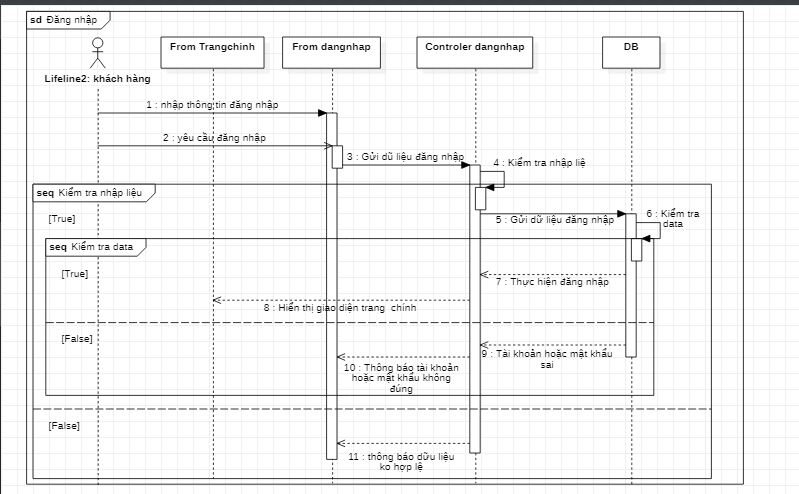 sd Đăng nhập
From Trangchinh
From dangnhap
Controler dangnhap
DB
Lifeline2: khách hàng
1 : nhập thông tin đăng nhập
2 : yêu cầu đăng nhập
3 : Gửi dũ liệu đăng nhập
4 : Kiểm tra nhập liệ
seq Kiểm tra nhập liệu
[True]
5 : Gửi dữ liệu đăng nhập
6 : Kiểm tra
data
seq Kiểm tra data
[True]
7 : Thực hiện đăng nhập
8 : Hiển thị giao diện trang chính
[False]
9 : Tài khoản hoặc mật khẩu
sai
10 : Thông báo tài khoản
hoặc mất khẩu không
đúng
[False]
11 : thông báo dữu liệu
ko hợp lệ